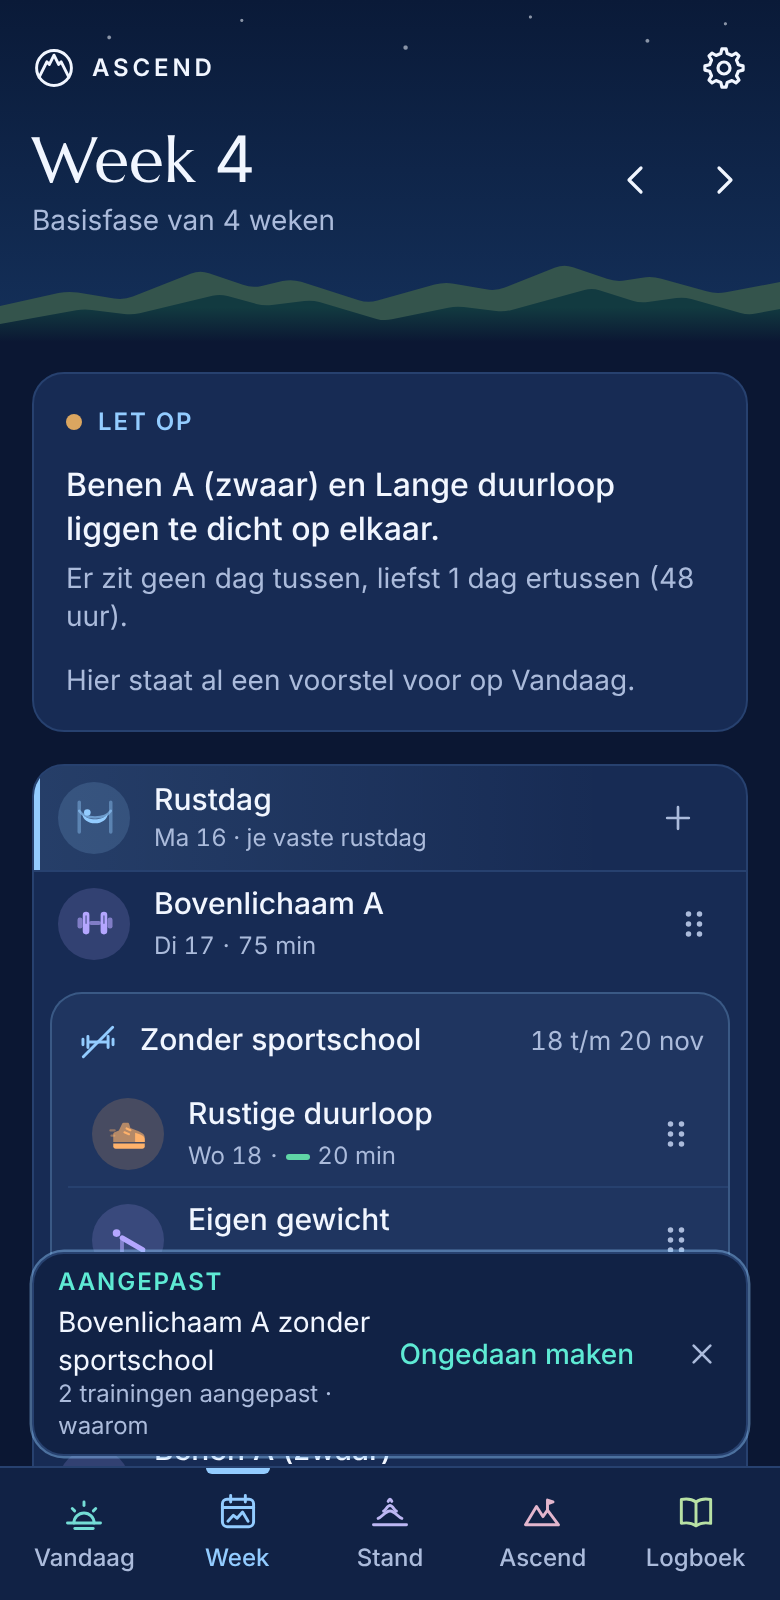 ASCEND
Week 4
Basisfase van 4 weken
LET OP
Benen A (zwaar) en Lange duurloop
liggen te dicht op elkaar.
Er zit geen dag tussen, liefst 1 dag ertussen (48
uur).
Hier staat al een voorstel voor op Vandaag.
Rustdag
Ma 16 · je vaste rustdag
Bovenlichaam A
Di 17 · 75 min
Zonder sportschool
18 t/m 20 nov
Rustige duurloop
Wo 18 · 20 min
Eigen gewicht
AANGEPAST
Bovenlichaam A zonder
sportschool
2 trainingen aangepast ·
waarom
Ongedaan maken
Benen A (zwaar)
Vandaag
Week
Stand
Ascend
Logboek